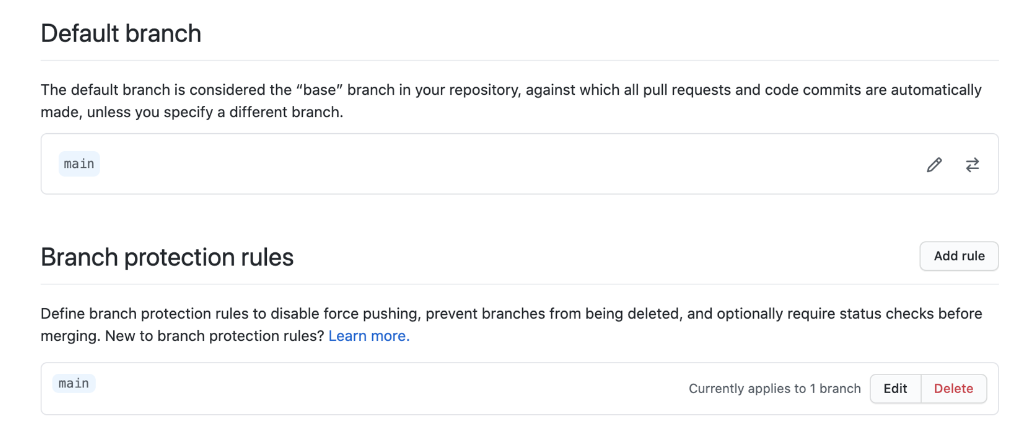 Default branch
The default branch is considered the “base” branch in your repository, against which all pull requests and code commits are automatically
made, unless you specify a different branch.
main
Branch protection rules
Add rule
Define branch protection rules to disable force pushing, prevent branches from being deleted, and optionally require status checks before
merging. New to branch protection rules? Learn more.
main
Currently applies to 1 branch
Edit
Delete